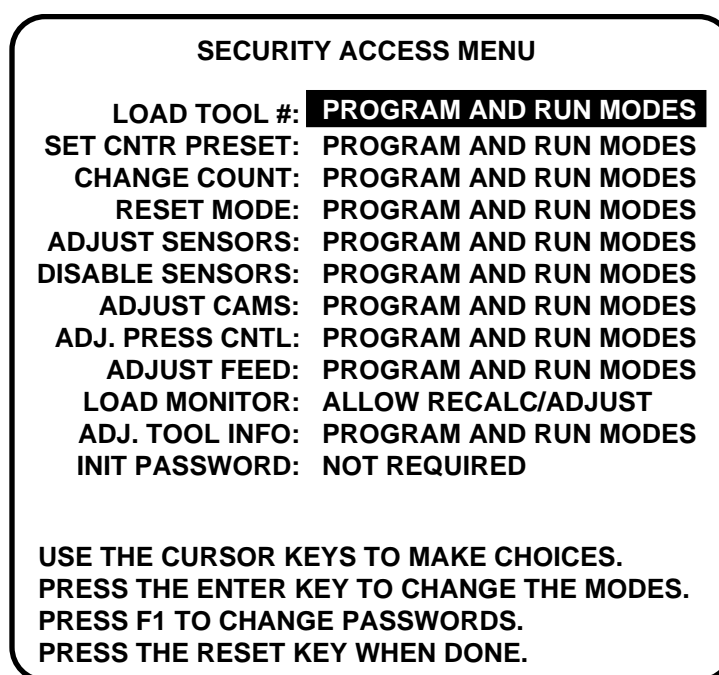 SECURITY ACCESS MENU
LOAD TOOL #: PROGRAM AND RUN MODES
SET CNTR PRESET: PROGRAM AND RUN MODES
CHANGE COUNT: PROGRAM AND RUN MODES
RESET MODE: PROGRAM AND RUN MODES
ADJUST SENSORS: PROGRAM AND RUN MODES
DISABLE SENSORS: PROGRAM AND RUN MODES
ADJUST CAMS: PROGRAM AND RUN MODES
ADJ. PRESS CNTL: PROGRAM AND RUN MODES
ADJUST FEED: PROGRAM AND RUN MODES
LOAD MONITOR: ALLOW RECALC/ADJUST
ADJ. TOOL INFO: PROGRAM AND RUN MODES
INIT PASSWORD: NOT REQUIRED
USE THE CURSOR KEYS TO MAKE CHOICES.
PRESS THE ENTER KEY TO CHANGE THE MODES.
PRESS F1 TO CHANGE PASSWORDS.
PRESS THE RESET KEY WHEN DONE.